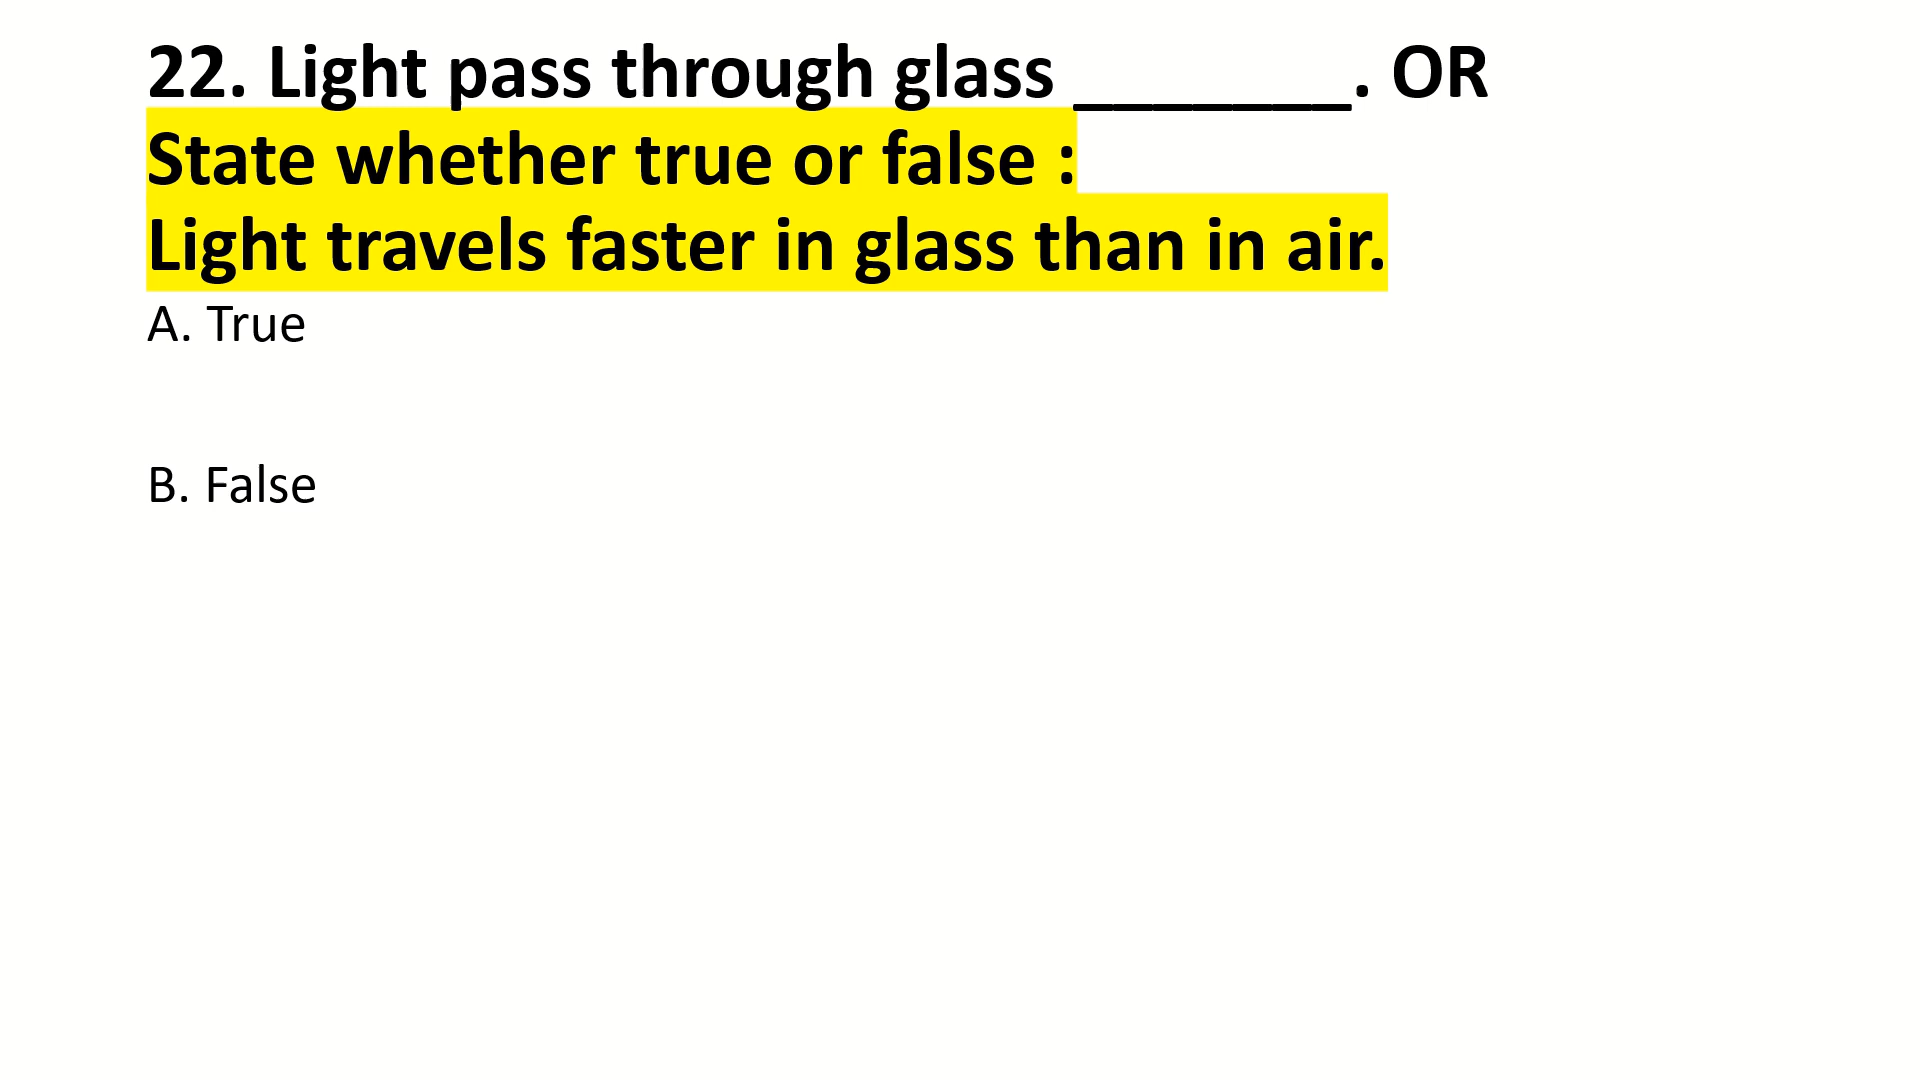 22. Light pass through glass _______. OR
State whether true or false :
Light travels faster in glass than in air.
A. True
B. False